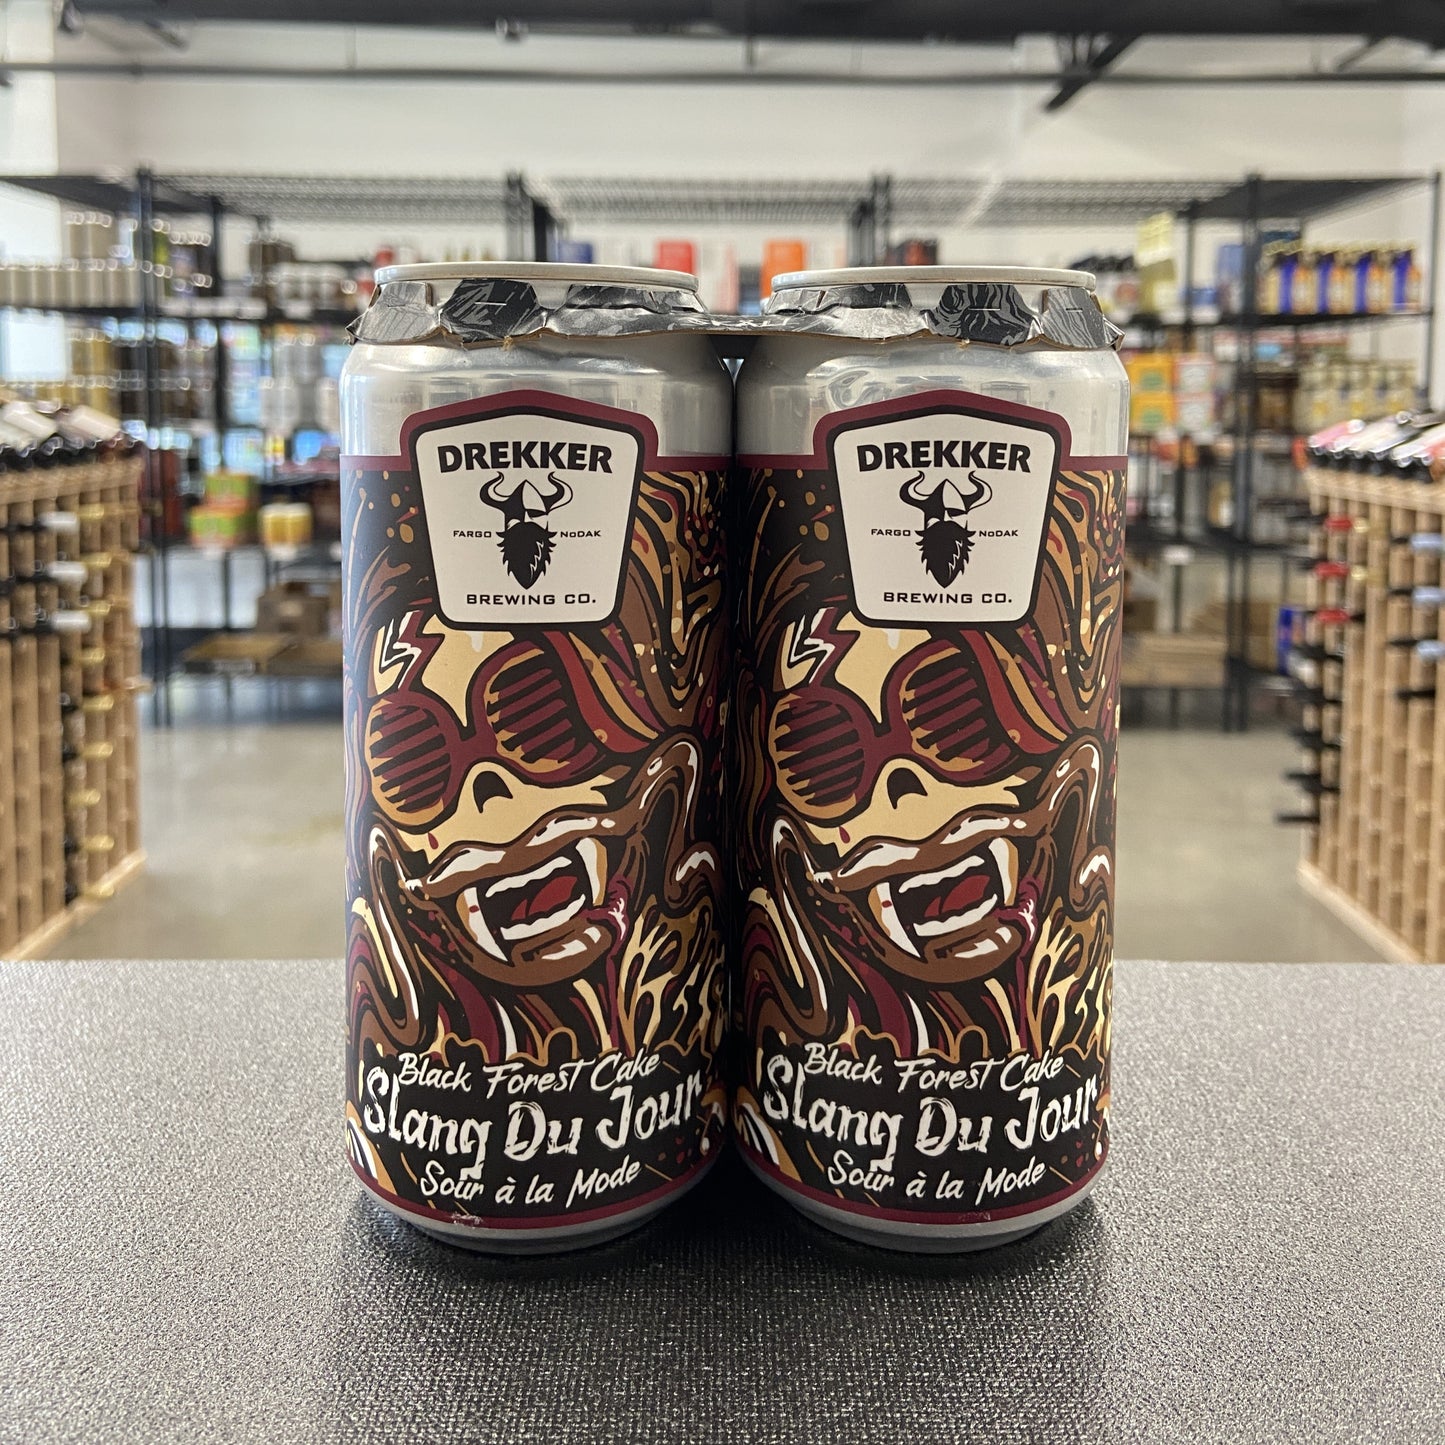 DREKKER
FARGO NoDAK
BREWING CO.
Black Forest Cake
Slang Du Jour
Sour à la Mode
DREKKER
FARGO NoDAK
BREWING CO.
Black Forest Cake
Slang Du Jour
Sour à la Mode